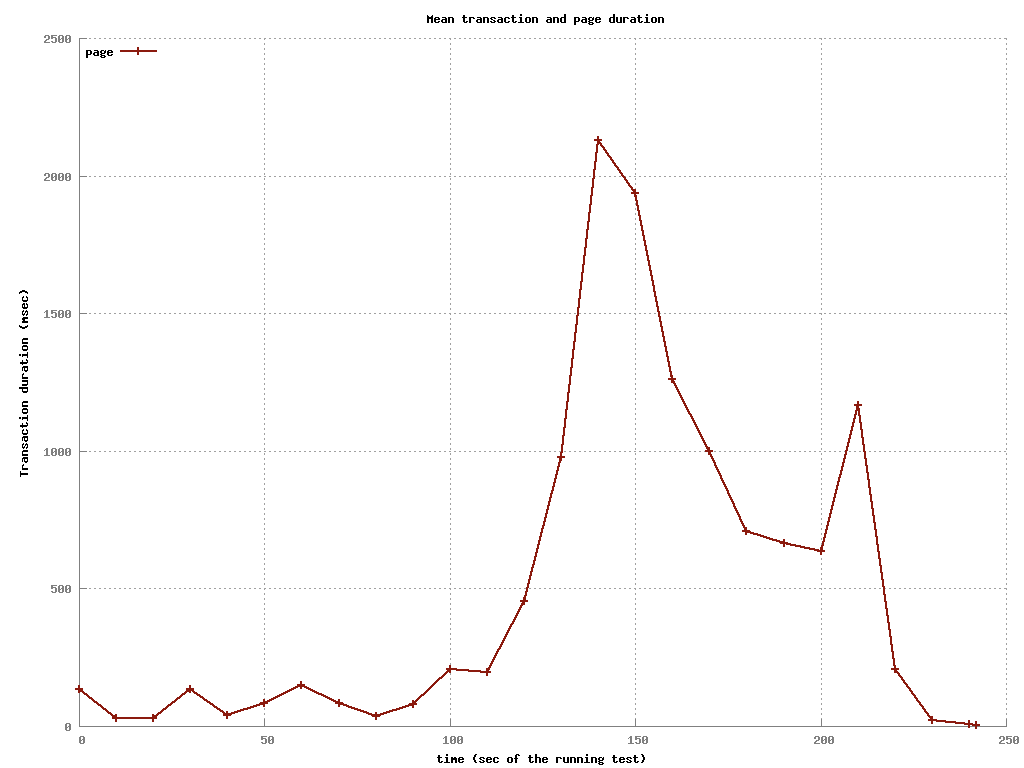 Mean transaction and page duration
2500
page
2000
1500
1000
500
0
Transaction duration (msec)
0 50 100 150 200 250
time (sec of the running test)